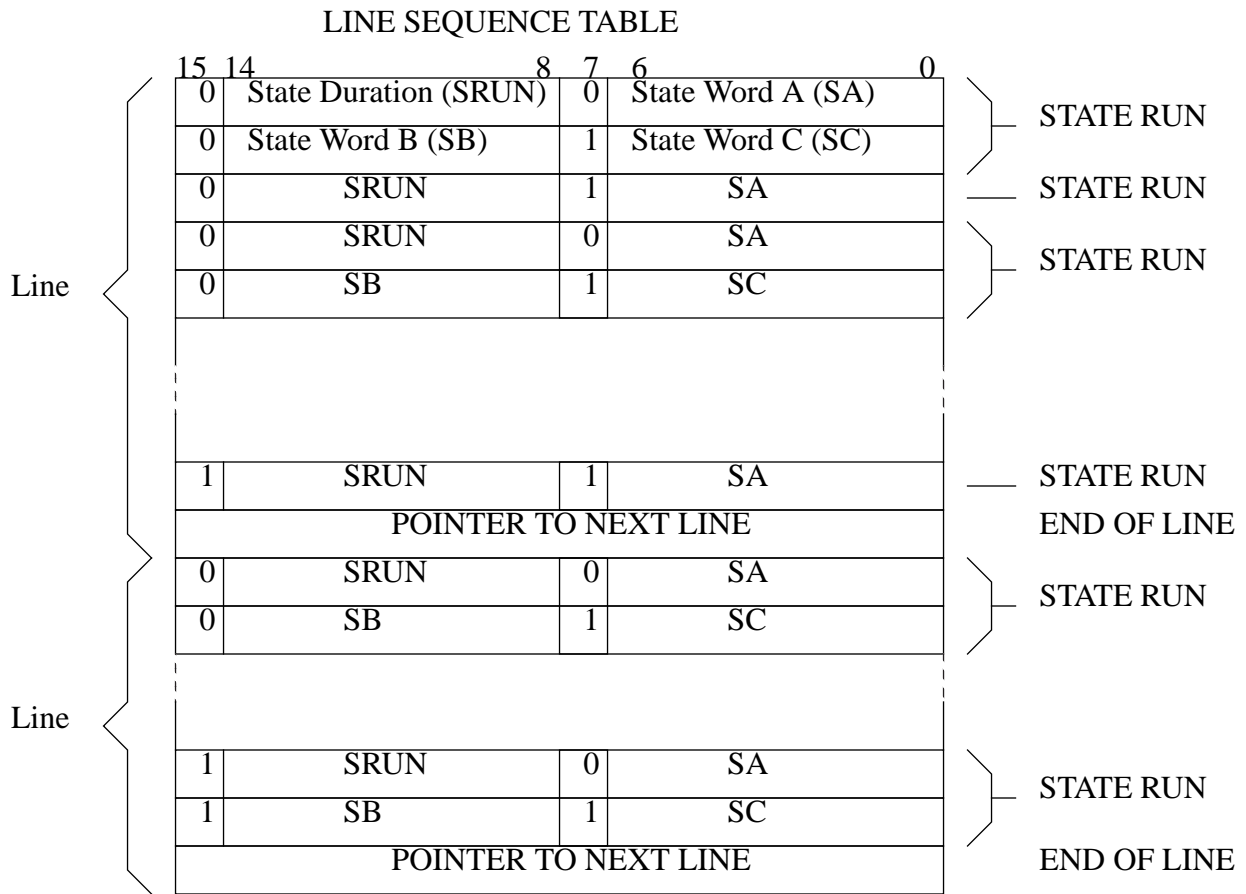 LINE SEQUENCE TABLE
15 14 8 7 6 0
0 State Duration (SRUN) 0 State Word A (SA)
STATE RUN
0 State Word B (SB) 1 State Word C (SC)
0 SRUN 1 SA STATE RUN
0 SRUN 0 SA
STATE RUN
Line
0 SB 1 SC
1 SRUN 1 SA STATE RUN
POINTER TO NEXT LINE END OF LINE
0 SRUN 0 SA
STATE RUN
0 SB 1 SC
Line
1 SRUN 0 SA
STATE RUN
1 SB 1 SC
POINTER TO NEXT LINE END OF LINE